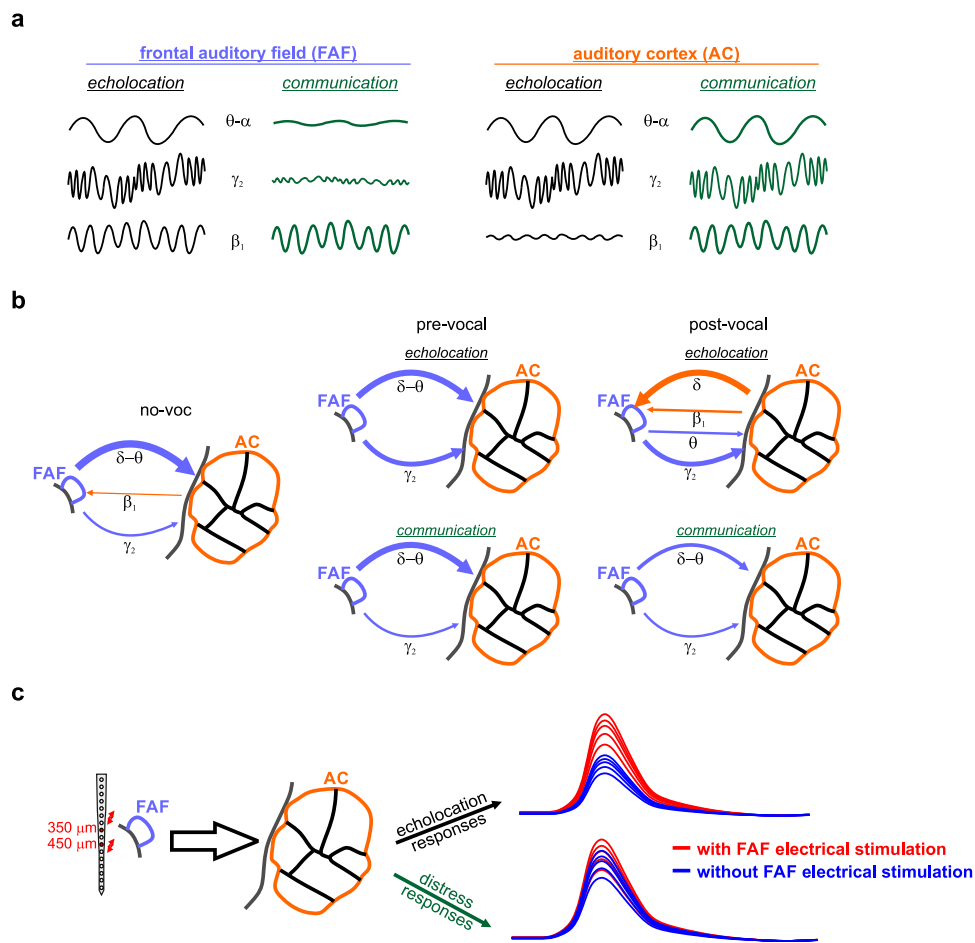 a
frontal auditory field (FAF)
echolocation
communication
θ-α
γ2
β1
auditory cortex (AC)
echolocation
communication
θ-α
γ2
β1
b
no-voc
FAF
AC
δ–θ
β1
γ2
pre-vocal
echolocation
FAF
AC
δ–θ
γ2
communication
FAF
AC
δ–θ
γ2
post-vocal
echolocation
FAF
AC
δ
β1
θ
γ2
communication
FAF
AC
δ–θ
γ2
c
350 μm
450 μm
FAF
AC
echolocation
responses
distress
responses
with FAF electrical stimulation
without FAF electrical stimulation